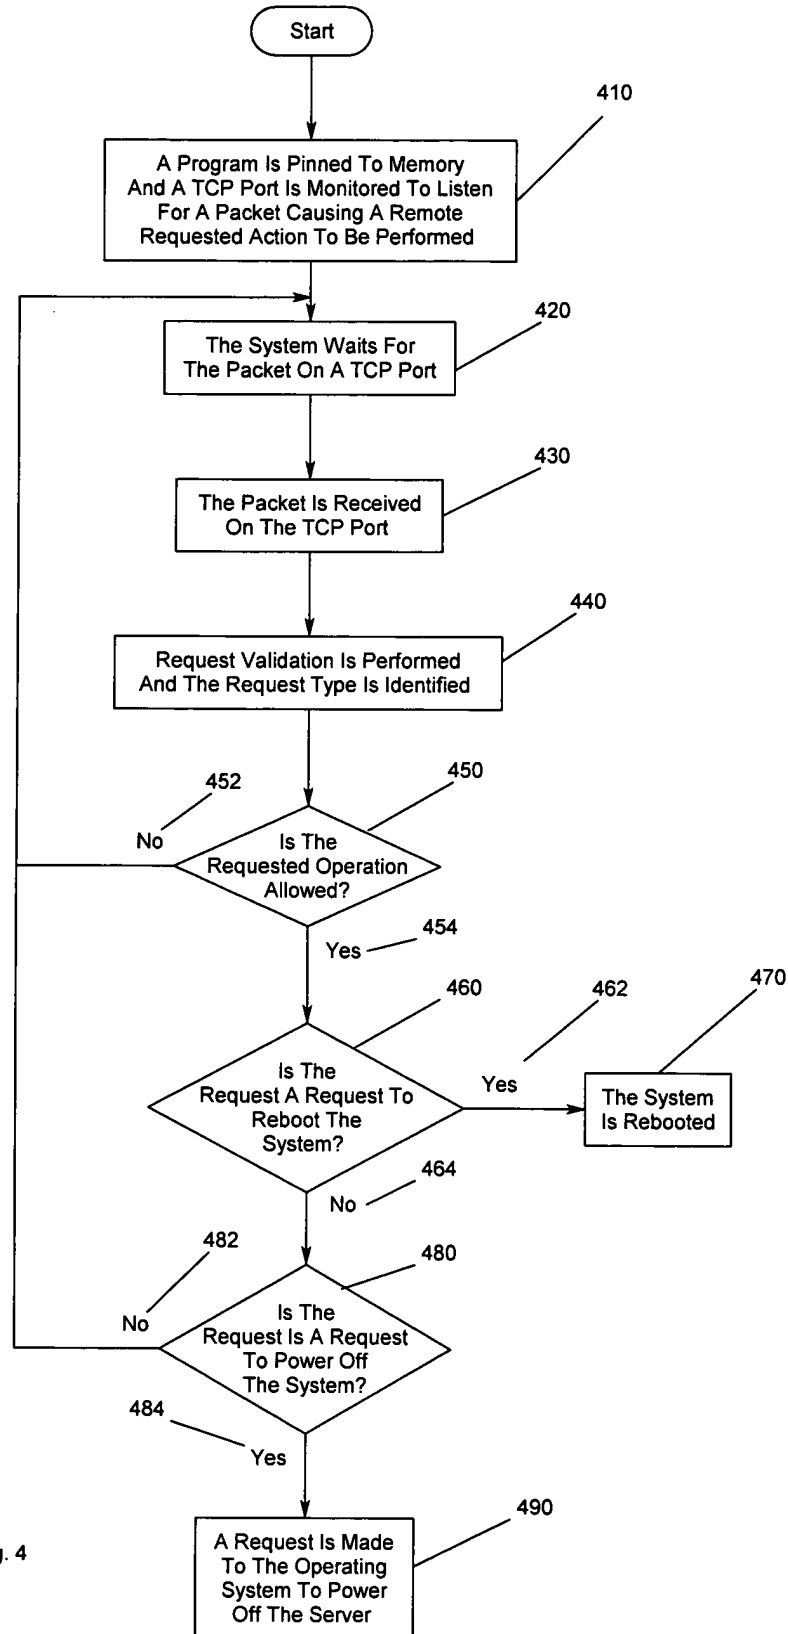 Start
410
A Program Is Pinned To Memory
And A TCP Port Is Monitored To Listen
For A Packet Causing A Remote
Requested Action To Be Performed
420
The System Waits For
The Packet On A TCP Port
430
The Packet Is Received
On The TCP Port
440
Request Validation Is Performed
And The Request Type Is Identified
452
450
No
Is The
Requested Operation
Allowed?
Yes
454
460
462
470
Is The
Request A Request To
Reboot The
System?
Yes
The System
Is Rebooted
No
464
482
480
No
Is The
Request Is A Request
To Power Off
The System?
484
Yes
490
A Request Is Made
To The Operating
System To Power
Off The Server
g. 4